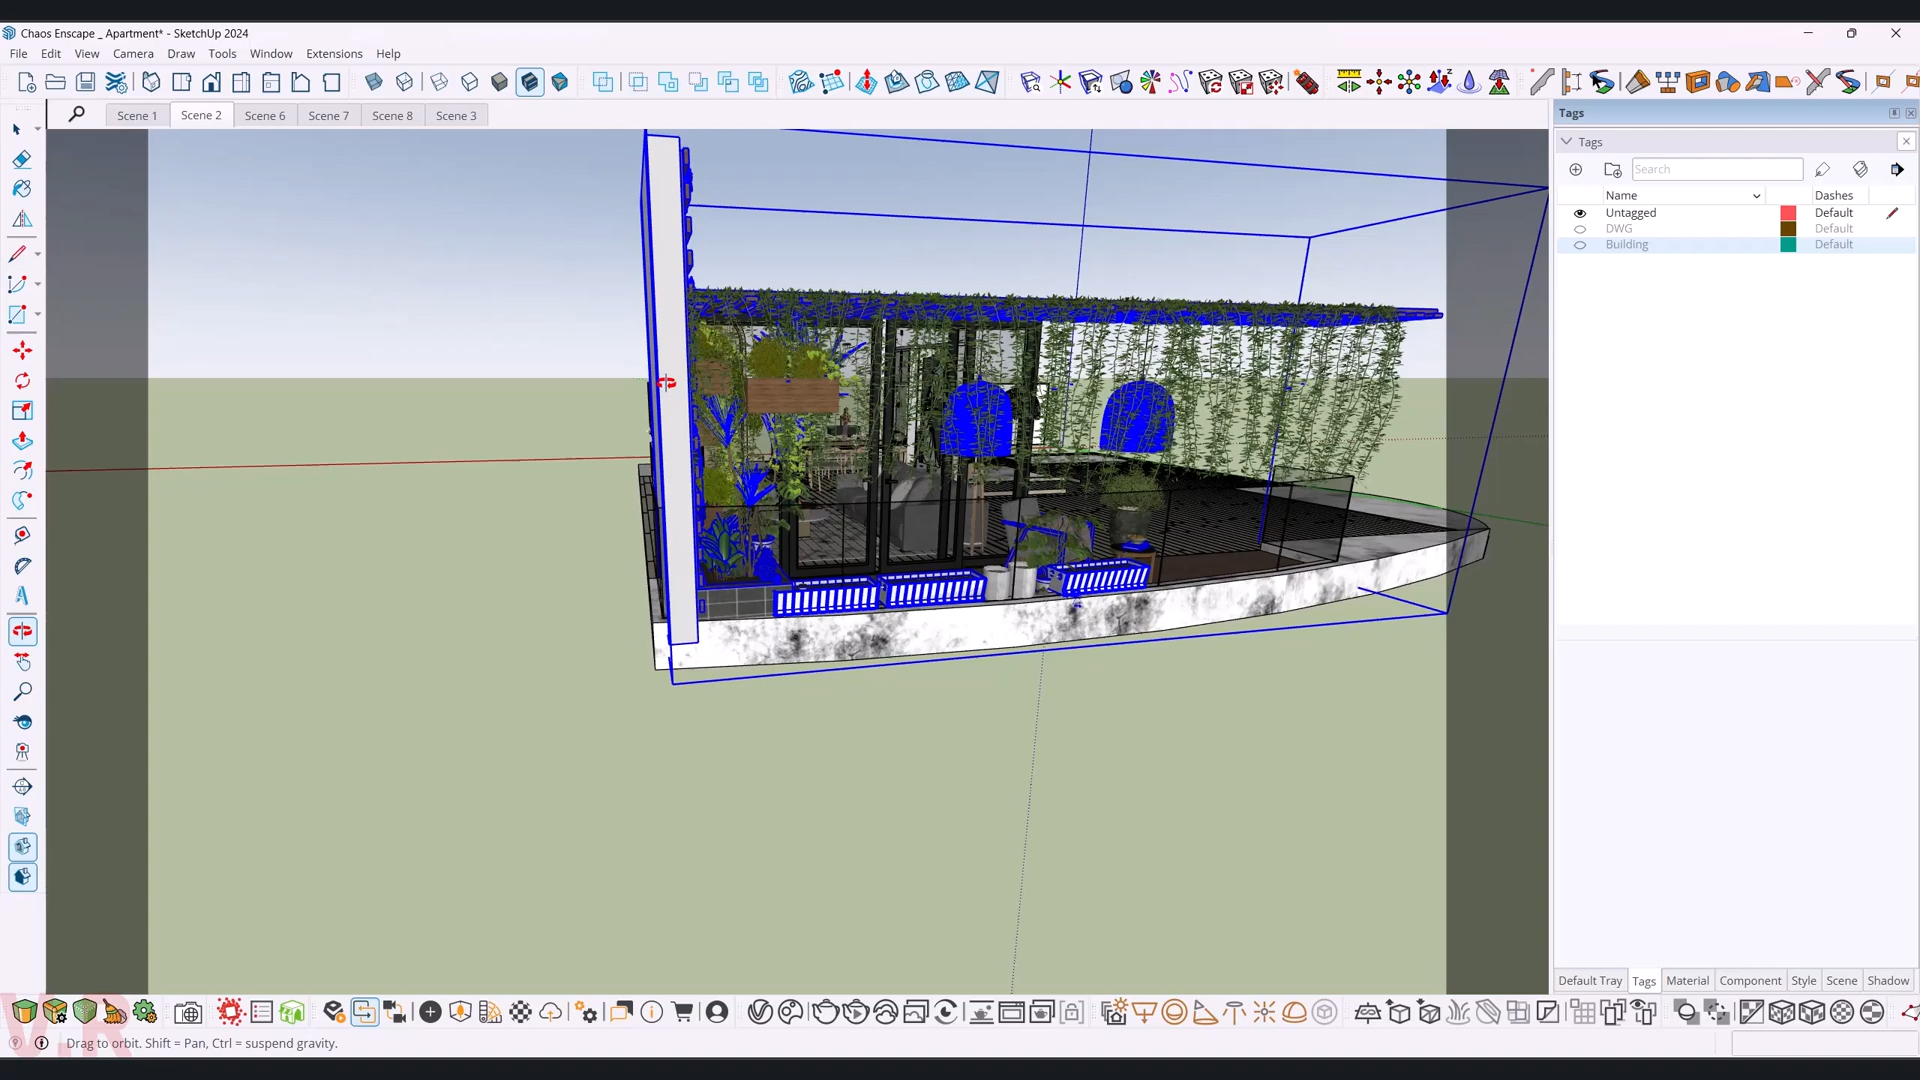 Chaos Enscape _ Apartment* - SketchUp 2024
File Edit View Camera Draw Tools Window Extensions Help
Scene 1 Scene 2 Scene 6 Scene 7 Scene 8 Scene 3
Tags
Tags
Search
Name Dashes
Untagged Default
DWG Default
Building Default
Default Tray Tags Material Component Style Scene Shadow
V.R
Drag to orbit. Shift = Pan, Ctrl = suspend gravity.